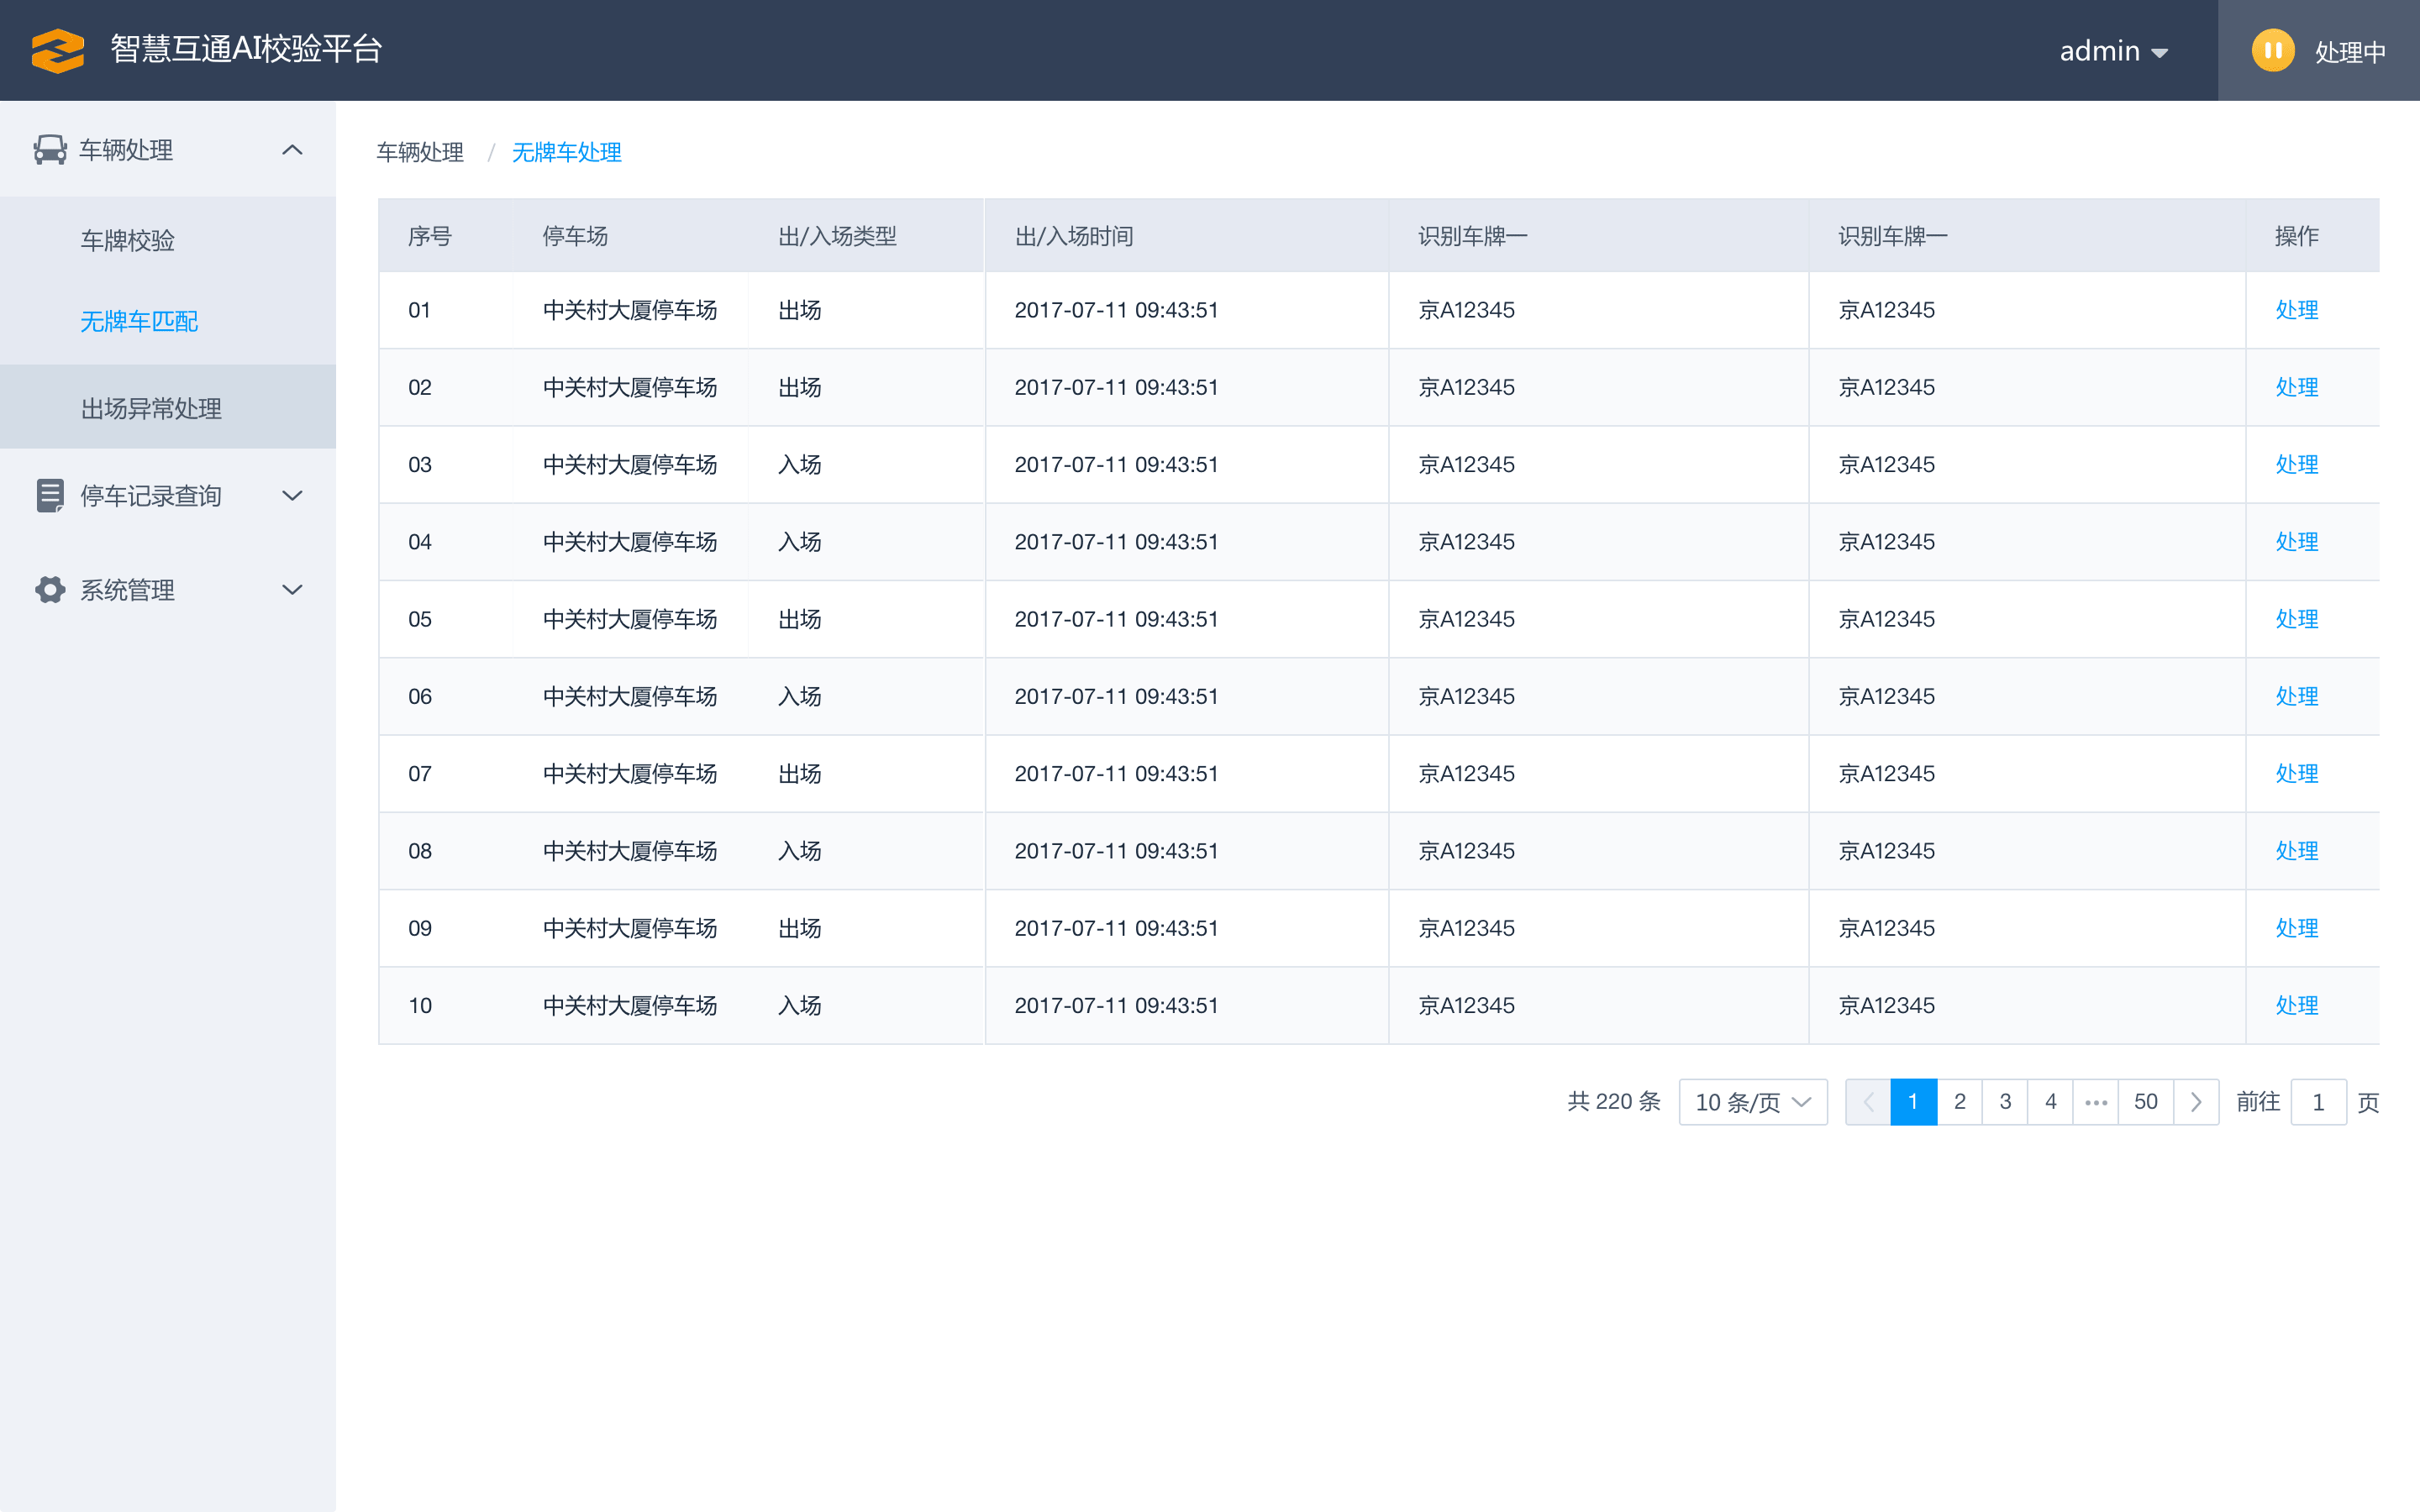 智慧互通AI校验平台
admin
处理中
车辆处理
车牌校验
无牌车匹配
出场异常处理
停车记录查询
系统管理
车辆处理 / 无牌车处理
序号 停车场 出/入场类型 出/入场时间 识别车牌一 识别车牌一 操作
01 中关村大厦停车场 出场 2017-07-11 09:43:51 京A12345 京A12345 处理
02 中关村大厦停车场 出场 2017-07-11 09:43:51 京A12345 京A12345 处理
03 中关村大厦停车场 入场 2017-07-11 09:43:51 京A12345 京A12345 处理
04 中关村大厦停车场 入场 2017-07-11 09:43:51 京A12345 京A12345 处理
05 中关村大厦停车场 出场 2017-07-11 09:43:51 京A12345 京A12345 处理
06 中关村大厦停车场 入场 2017-07-11 09:43:51 京A12345 京A12345 处理
07 中关村大厦停车场 出场 2017-07-11 09:43:51 京A12345 京A12345 处理
08 中关村大厦停车场 入场 2017-07-11 09:43:51 京A12345 京A12345 处理
09 中关村大厦停车场 出场 2017-07-11 09:43:51 京A12345 京A12345 处理
10 中关村大厦停车场 入场 2017-07-11 09:43:51 京A12345 京A12345 处理
共 220 条 10 条/页 1 2 3 4 ••• 50 前往 1 页